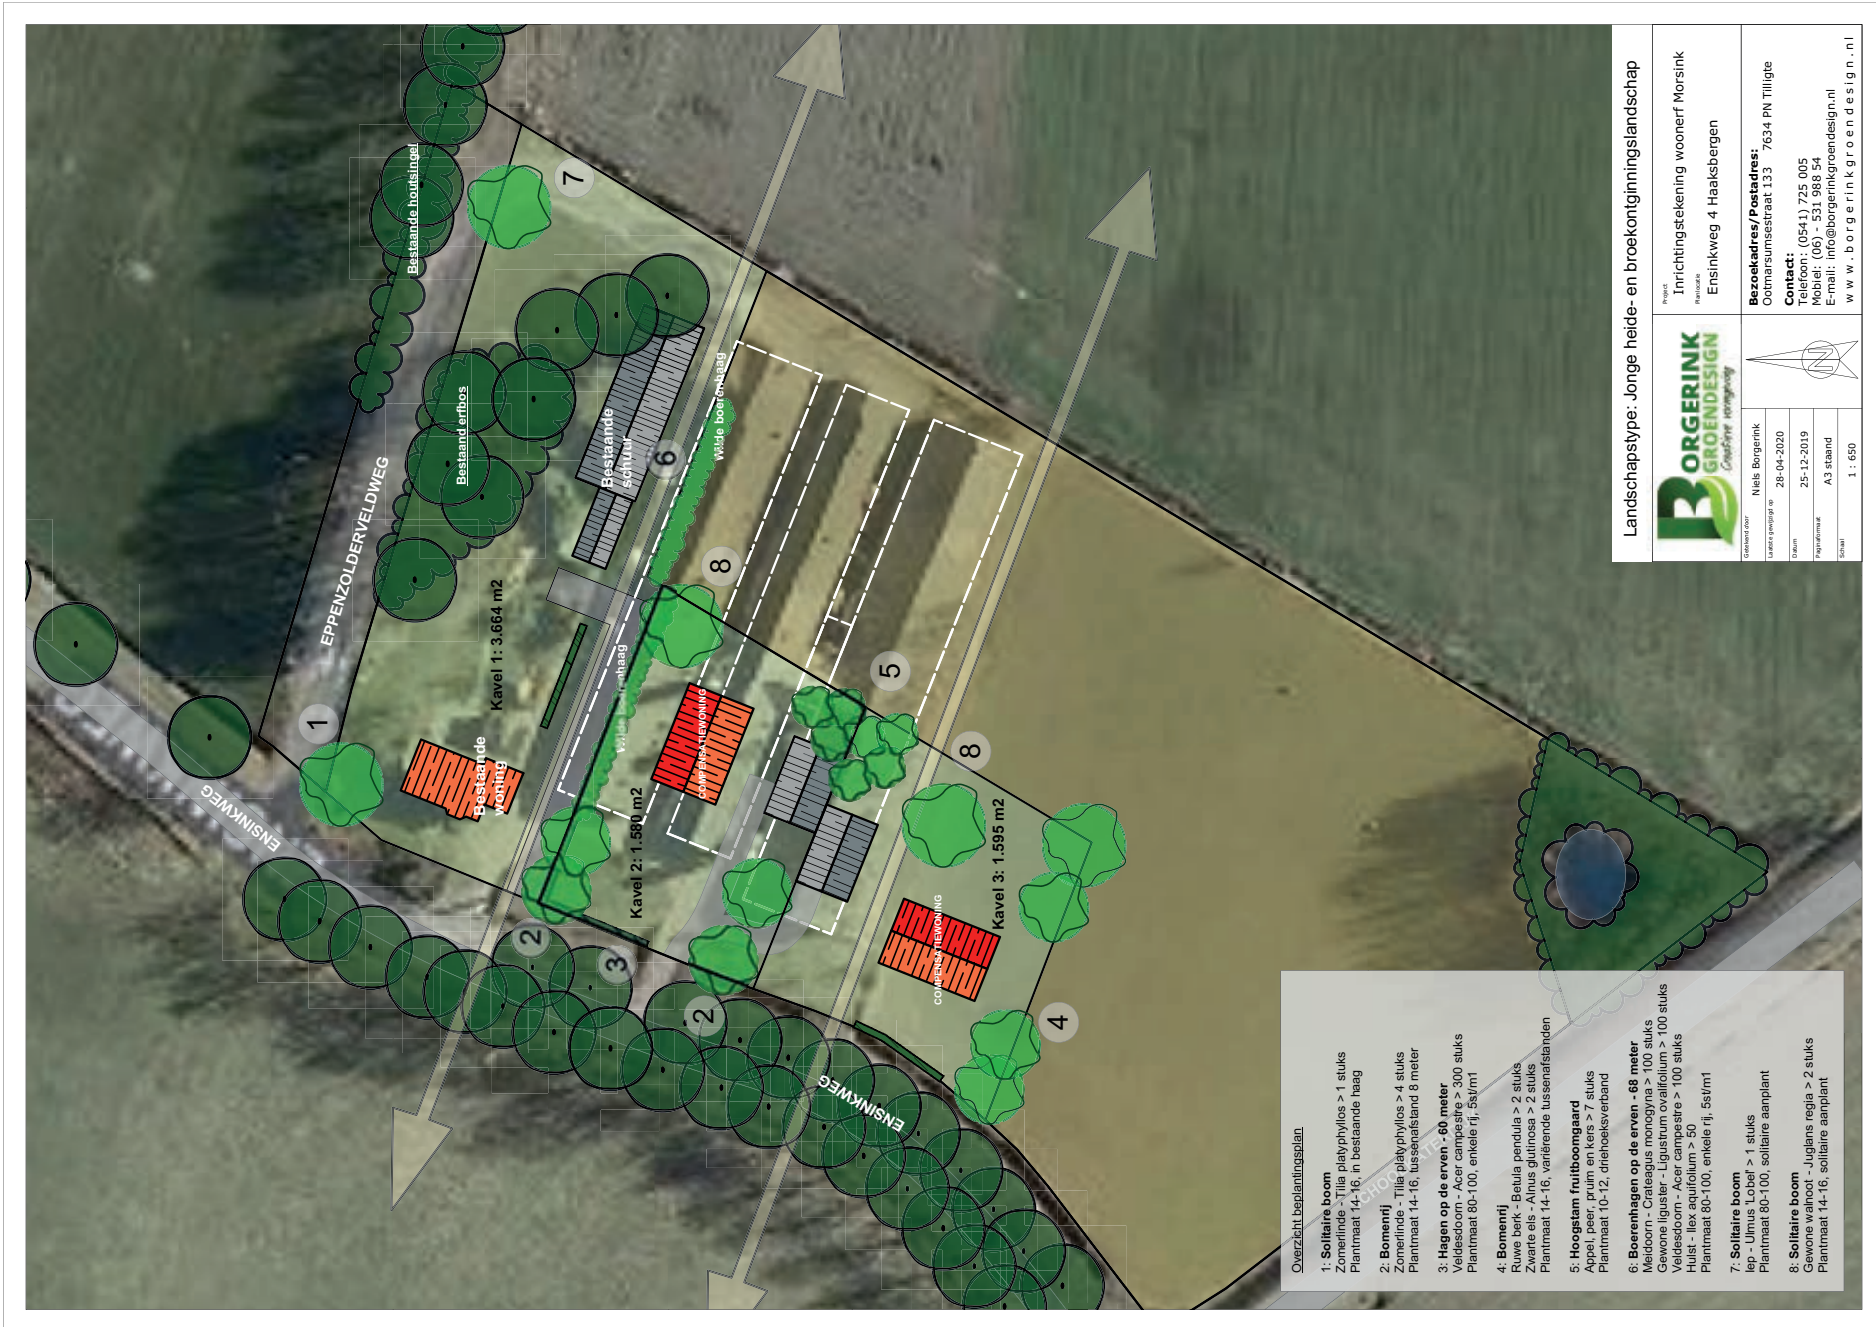 Landschapstype: Jonge heide- en broekontginningslandschap
Project
Inrichtingstekening woonerf Morsink
Planlocatie
Ensinkweg 4 Haaksbergen
Bezoekadres/Postadres:
Ootmarsumsestraat 133 7634 PN Tilligte
Contact:
Telefoon: (0541) 725 005
Mobiel: (06) - 531 988 54
E-mail: info@borgerinkgroendesign.nl
www.borgerinkgroendesign.nl
BORGERINK
GROENDESIGN
Creatieve vormgeving
N
Getekend door
Niels Borgerink
Laatste gewijzigd op
28-04-2020
Datum
25-12-2019
Paginaformaat
A3 staand
Schaal
1 : 650
Bestaande houtsingel
Bestaand erfbos
EPPENZOLDERVELDWEG
ENSINKWEG
Bestaande
schuur
Wilde boerenhaag
Kavel 1: 3.664 m2
Bestaande
woning
COMPENSATIEWONING
Kavel 2: 1.580 m2
Kavel 3: 1.595 m2
COMPENSATIEWONING
ENSINKWEG
1
2
2
3
4
5
6
7
8
8
Overzicht beplantingsplan
1: Solitaire boom
Zomerlinde - Tilia platyphyllos > 1 stuks
Plantmaat 14-16, in bestaande haag
2: Bomenrij
Zomerlinde - Tilia platyphyllos > 4 stuks
Plantmaat 14-16, tussenafstand 8 meter
3: Hagen op de erven - 60 meter
Veldesdoorn - Acer campestre > 300 stuks
Plantmaat 80-100, enkele rij, 5st/m1
4: Bomenrij
Ruwe berk - Betula pendula > 2 stuks
Zwarte els - Alnus glutinosa > 2 stuks
Plantmaat 14-16, variërende tussenafstanden
5: Hoogstam fruitboomgaard
Appel, peer, pruim en kers > 7 stuks
Plantmaat 10-12, driehoeksverband
6: Boerenhagen op de erven - 68 meter
Meidoorn - Crateagus monogyna > 100 stuks
Gewone liguster - Ligustrum ovalifolium > 100 stuks
Veldesdoorn - Acer campestre > 100 stuks
Hulst - Ilex aquifolium > 50
Plantmaat 80-100, enkele rij, 5st/m1
7: Solitaire boom
Iep - Ulmus 'Lobel' > 1 stuks
Plantmaat 80-100, solitaire aanplant
8: Solitaire boom
Gewone walnoot - Juglans regia > 2 stuks
Plantmaat 14-16, solitaire aanplant